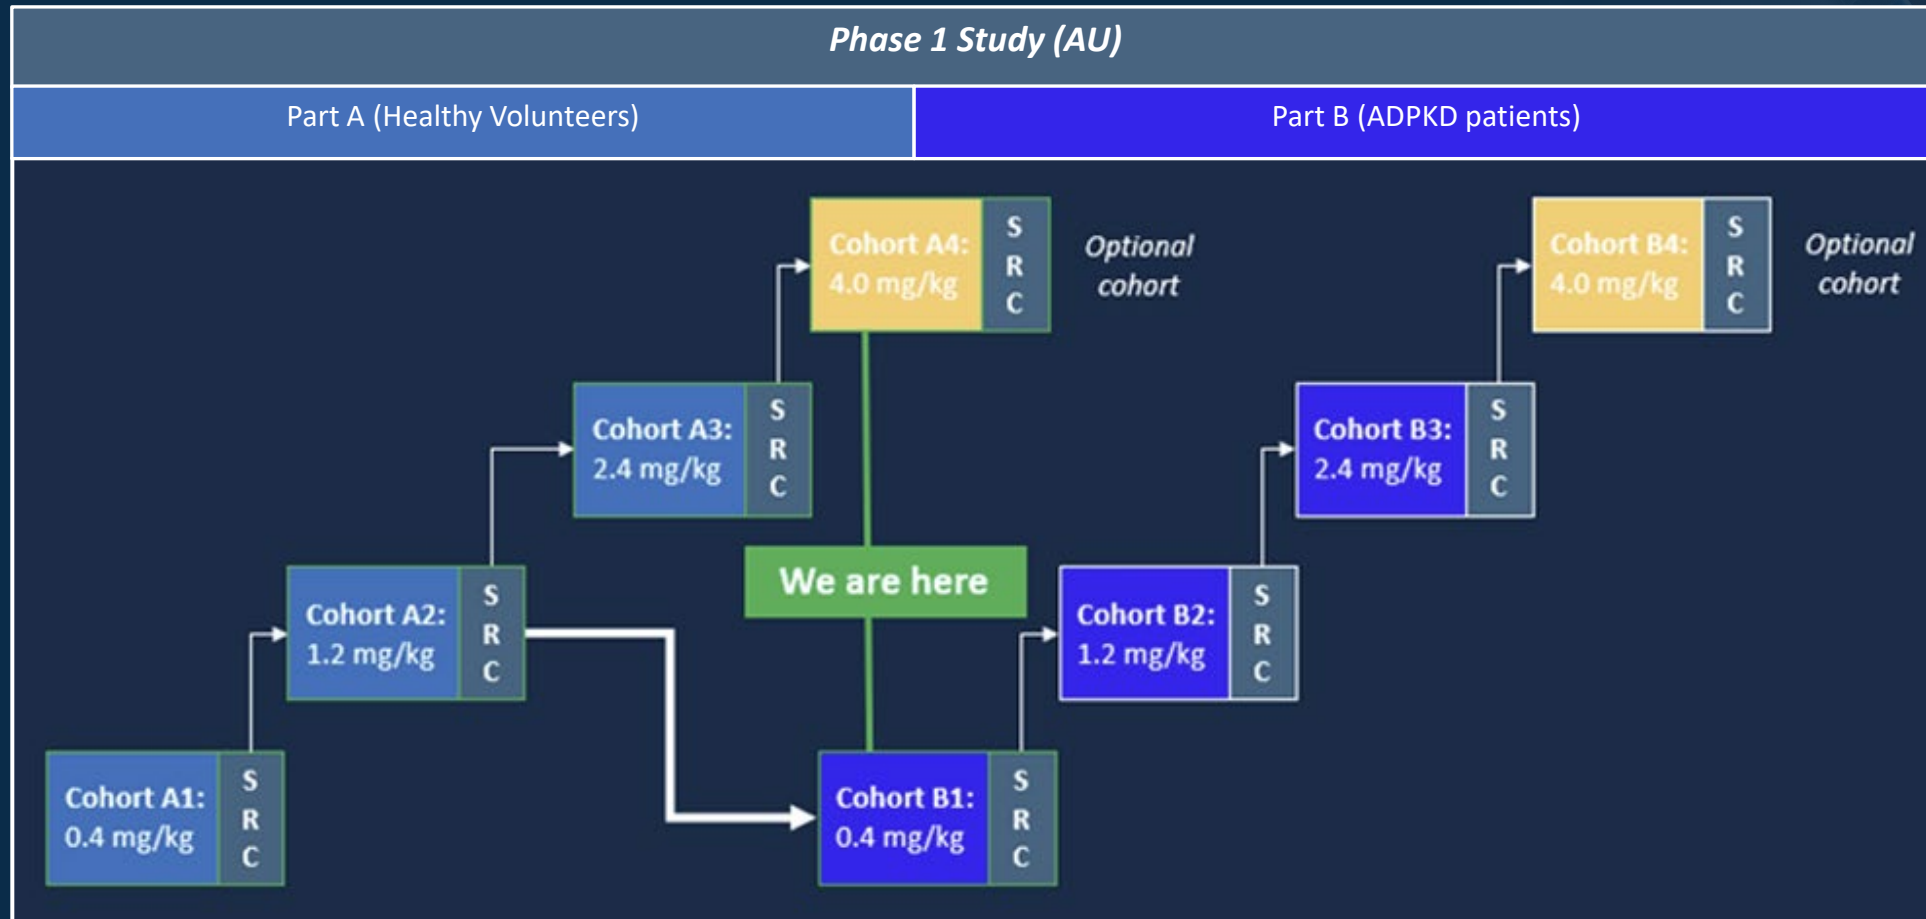 Phase 1 Study (AU)
Part A (Healthy Volunteers)
Part B (ADPKD patients)
Cohort A4:
4.0 mg/kg
S
R
C
Optional
cohort
Cohort B4:
4.0 mg/kg
S
R
C
Optional
cohort
Cohort A3:
2.4 mg/kg
S
R
C
Cohort B3:
2.4 mg/kg
S
R
C
We are here
Cohort A2:
1.2 mg/kg
S
R
C
Cohort B2:
1.2 mg/kg
S
R
C
Cohort A1:
0.4 mg/kg
S
R
C
Cohort B1:
0.4 mg/kg
S
R
C